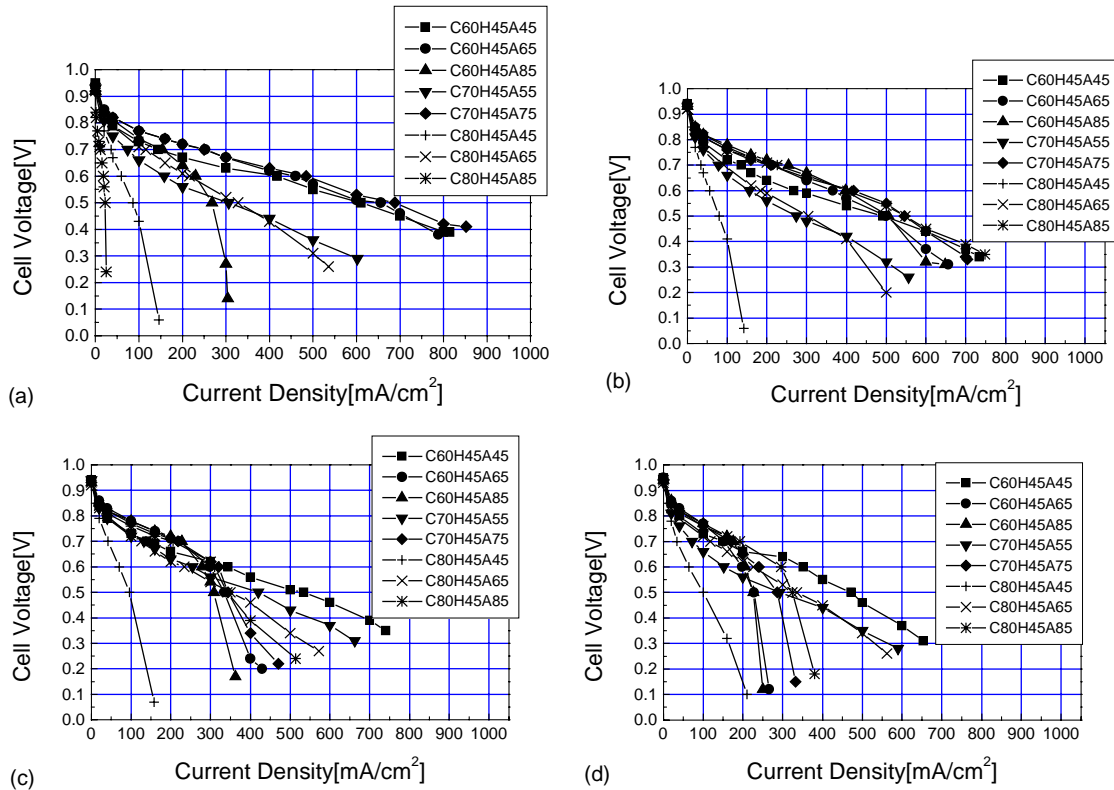 C60H45A45
C60H45A65
C60H45A85
C70H45A55
C70H45A75
C80H45A45
C80H45A65
C80H45A85
1.0
0.9
0.8
0.7
0.6
0.5
0.4
0.3
0.2
0.1
0.0
Cell Voltage[V]
0 100 200 300 400 500 600 700 800 900 1000
Current Density[mA/cm²]
(a)
C60H45A45
C60H45A65
C60H45A85
C70H45A55
C70H45A75
C80H45A45
C80H45A65
C80H45A85
1.0
0.9
0.8
0.7
0.6
0.5
0.4
0.3
0.2
0.1
0.0
Cell Voltage[V]
0 100 200 300 400 500 600 700 800 900 1000
Current Density[mA/cm²]
(b)
C60H45A45
C60H45A65
C60H45A85
C70H45A55
C70H45A75
C80H45A45
C80H45A65
C80H45A85
1.0
0.9
0.8
0.7
0.6
0.5
0.4
0.3
0.2
0.1
0.0
Cell Voltage[V]
0 100 200 300 400 500 600 700 800 900 1000
Current Density[mA/cm²]
(c)
C60H45A45
C60H45A65
C60H45A85
C70H45A55
C70H45A75
C80H45A45
C80H45A65
C80H45A85
1.0
0.9
0.8
0.7
0.6
0.5
0.4
0.3
0.2
0.1
0.0
Cell Voltage[V]
0 100 200 300 400 500 600 700 800 900 1000
Current Density[mA/cm²]
(d)